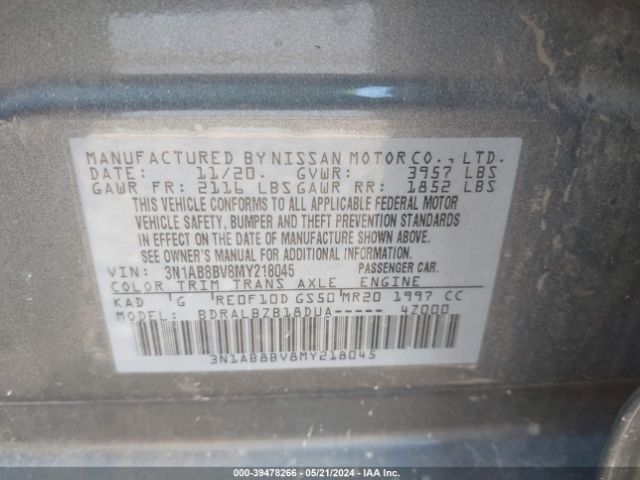 MANUFACTURED BY NISSAN MOTOR CO., LTD.
DATE: 11/20. GVWR: 3957 LBS
GAWR FR: 2116 LBS GAWR RR: 1852 LBS
THIS VEHICLE CONFORMS TO ALL APPLICABLE FEDERAL MOTOR
VEHICLE SAFETY, BUMPER AND THEFT PREVENTION STANDARDS
IN EFFECT ON THE DATE OF MANUFACTURE SHOWN ABOVE.
SEE OWNER'S MANUAL FOR ADDITIONAL INFORMATION.
VIN: 3N1AB8BV8MY218045 PASSENGER CAR.
COLOR TRIM TRANS AXLE ENGINE
KAD G RE0F10D GS50 MR20 1997 CC
MODEL: BDRALBZB18DUA----- 4Z000
3N1AB8BV8MY218045
000-39478266 - 05/21/2024 - IAA Inc.